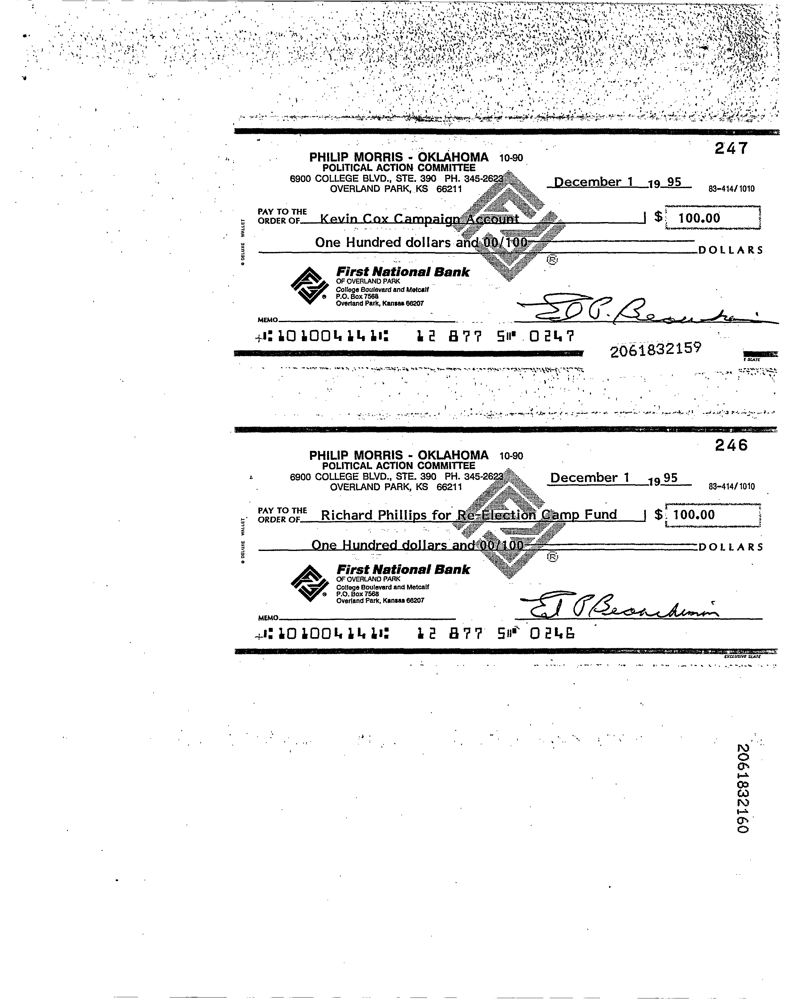 247
PHILIP MORRIS - OKLAHOMA 10-90
POLITICAL ACTION COMMITTEE
6900 COLLEGE BLVD., STE. 390 PH. 345-2623
OVERLAND PARK, KS 66211
December 1 19 95
83-414/1010
PAY TO THE
ORDER OF Kevin Cox Campaign Account $ 100.00
One Hundred dollars and 00/100 DOLLARS
® DELUXE WALLET
First National Bank
OF OVERLAND PARK
College Boulevard and Metcalf
P.O. Box 7568
Overland Park, Kansas 66207
Ed P. Beauchamin
MEMO
⑆101004141⑆ 12 877 5⑈ 0247
2061832159
246
PHILIP MORRIS - OKLAHOMA 10-90
POLITICAL ACTION COMMITTEE
6900 COLLEGE BLVD., STE. 390 PH. 345-2623
OVERLAND PARK, KS 66211
December 1 19 95
83-414/1010
PAY TO THE
ORDER OF Richard Phillips for Re-Election Camp Fund $ 100.00
One Hundred dollars and 00/100 DOLLARS
® DELUXE WALLET
First National Bank
OF OVERLAND PARK
College Boulevard and Metcalf
P.O. Box 7568
Overland Park, Kansas 66207
MEMO
⑆101004141⑆ 12 877 5⑈ 0246
EXCLUSIVE SLATE
2061832160